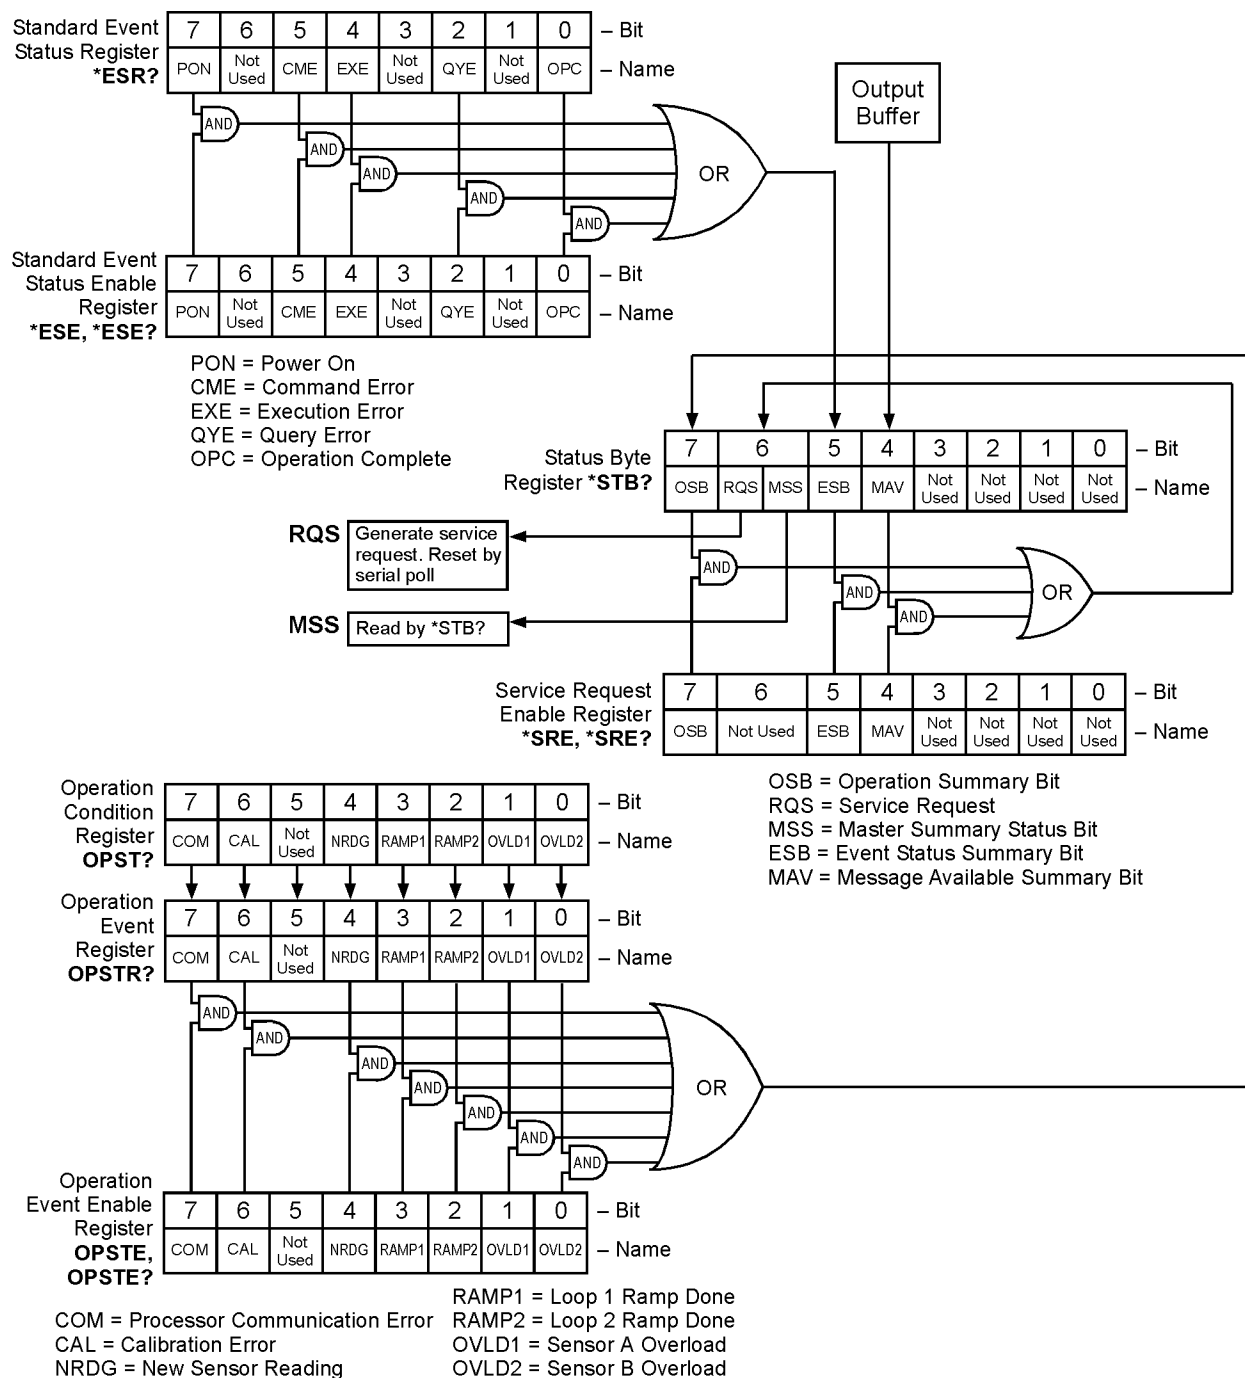 Standard Event
Status Register
*ESR?
7 6 5 4 3 2 1 0 – Bit
PON Not Used CME EXE Not Used QYE Not Used OPC – Name
AND
AND
AND
AND
AND
OR
Output
Buffer
Standard Event
Status Enable
Register
*ESE, *ESE?
7 6 5 4 3 2 1 0 – Bit
PON Not Used CME EXE Not Used QYE Not Used OPC – Name
PON = Power On
CME = Command Error
EXE = Execution Error
QYE = Query Error
OPC = Operation Complete
Status Byte
Register *STB?
7 6 5 4 3 2 1 0 – Bit
OSB RQS MSS ESB MAV Not Used Not Used Not Used Not Used – Name
RQS
Generate service
request. Reset by
serial poll
MSS
Read by *STB?
AND
AND
AND
OR
Service Request
Enable Register
*SRE, *SRE?
7 6 5 4 3 2 1 0 – Bit
OSB Not Used ESB MAV Not Used Not Used Not Used Not Used – Name
OSB = Operation Summary Bit
RQS = Service Request
MSS = Master Summary Status Bit
ESB = Event Status Summary Bit
MAV = Message Available Summary Bit
Operation
Condition
Register
OPST?
7 6 5 4 3 2 1 0 – Bit
COM CAL Not Used NRDG RAMP1 RAMP2 OVLD1 OVLD2 – Name
Operation
Event
Register
OPSTR?
7 6 5 4 3 2 1 0 – Bit
COM CAL Not Used NRDG RAMP1 RAMP2 OVLD1 OVLD2 – Name
AND
AND
AND
AND
AND
AND
AND
OR
Operation
Event Enable
Register
OPSTE,
OPSTE?
7 6 5 4 3 2 1 0 – Bit
COM CAL Not Used NRDG RAMP1 RAMP2 OVLD1 OVLD2 – Name
COM = Processor Communication Error
CAL = Calibration Error
NRDG = New Sensor Reading
RAMP1 = Loop 1 Ramp Done
RAMP2 = Loop 2 Ramp Done
OVLD1 = Sensor A Overload
OVLD2 = Sensor B Overload